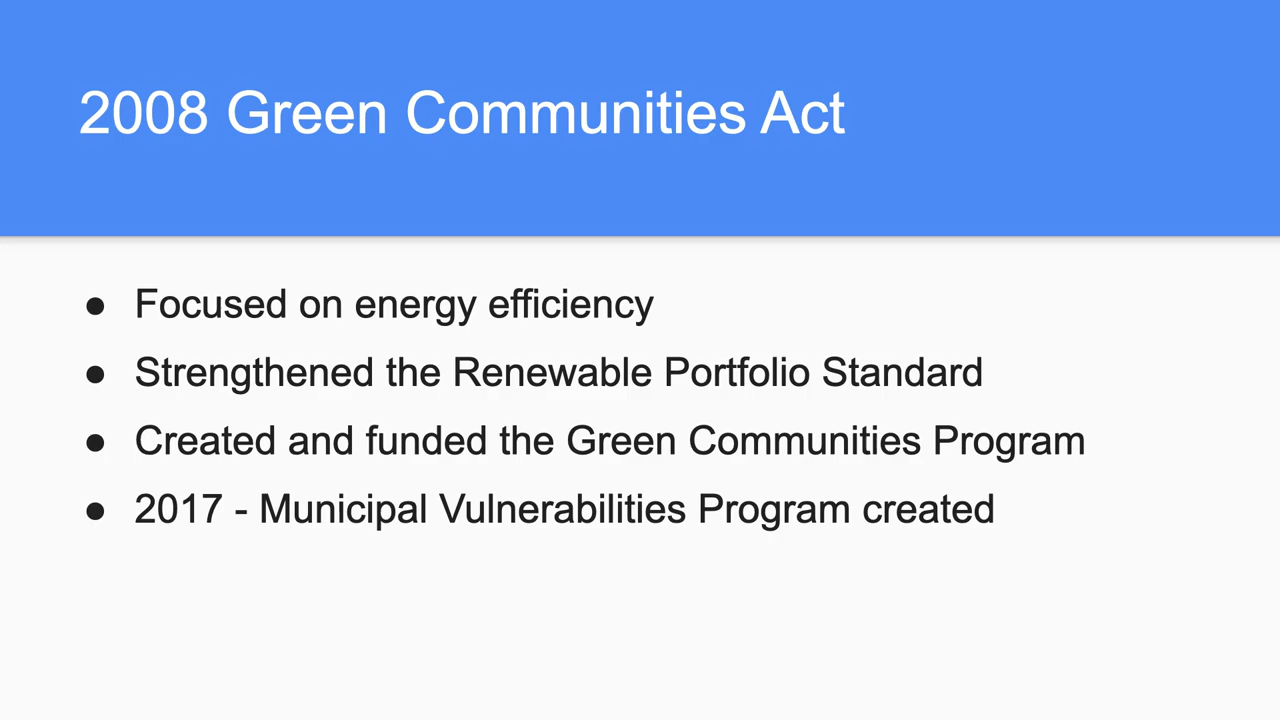 2008 Green Communities Act
● Focused on energy efficiency
● Strengthened the Renewable Portfolio Standard
● Created and funded the Green Communities Program
● 2017 - Municipal Vulnerabilities Program created